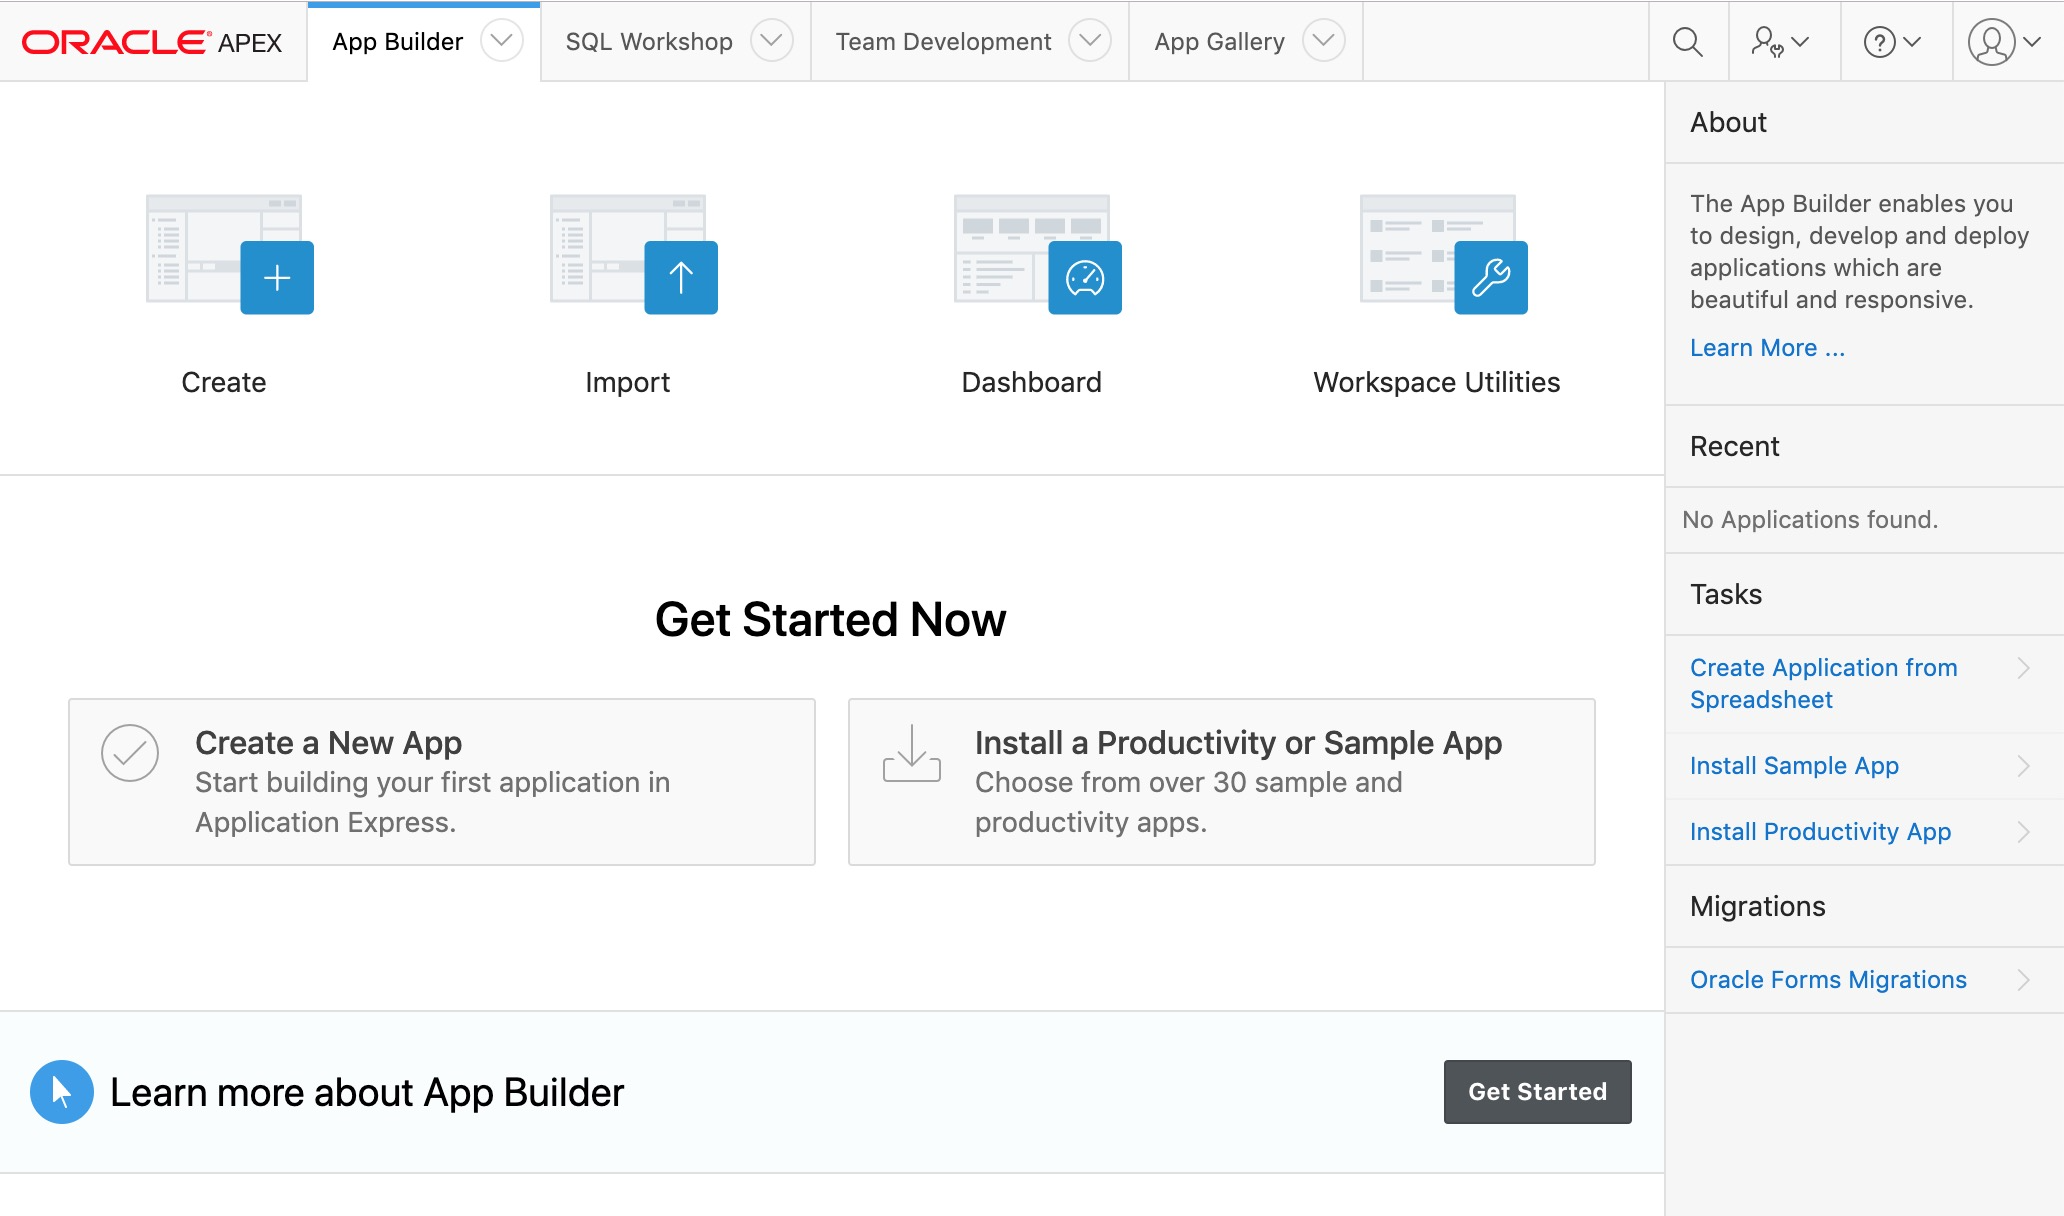 ORACLE APEX
App Builder
SQL Workshop
Team Development
App Gallery
Create
Import
Dashboard
Workspace Utilities
Get Started Now
Create a New App
Start building your first application in
Application Express.
Install a Productivity or Sample App
Choose from over 30 sample and
productivity apps.
Learn more about App Builder
Get Started
About
The App Builder enables you
to design, develop and deploy
applications which are
beautiful and responsive.
Learn More ...
Recent
No Applications found.
Tasks
Create Application from
Spreadsheet
Install Sample App
Install Productivity App
Migrations
Oracle Forms Migrations